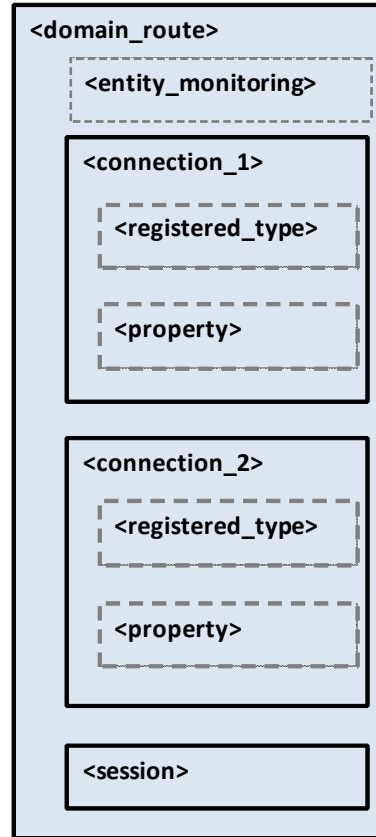 <domain_route>
<entity_monitoring>
<connection_1>
<registered_type>
<property>
<connection_2>
<registered_type>
<property>
<session>